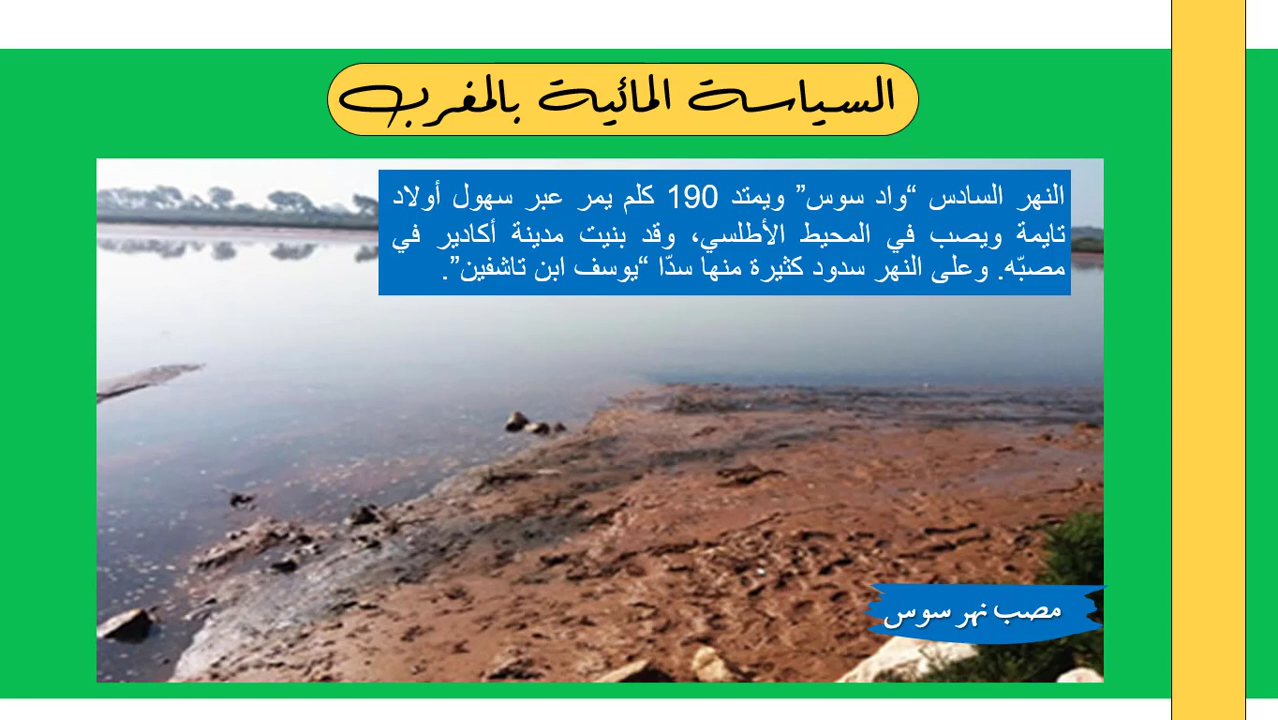 السياسة المائية بالمغرب
النهر السادس “واد سوس” ويمتد 190 كلم يمر عبر سهول أولاد
تايمة ويصب في المحيط الأطلسي، وقد بنيت مدينة أكادير في
مصبّه. وعلى النهر سدود كثيرة منها سدّا “يوسف ابن تاشفين”.
مصب نهر سوس